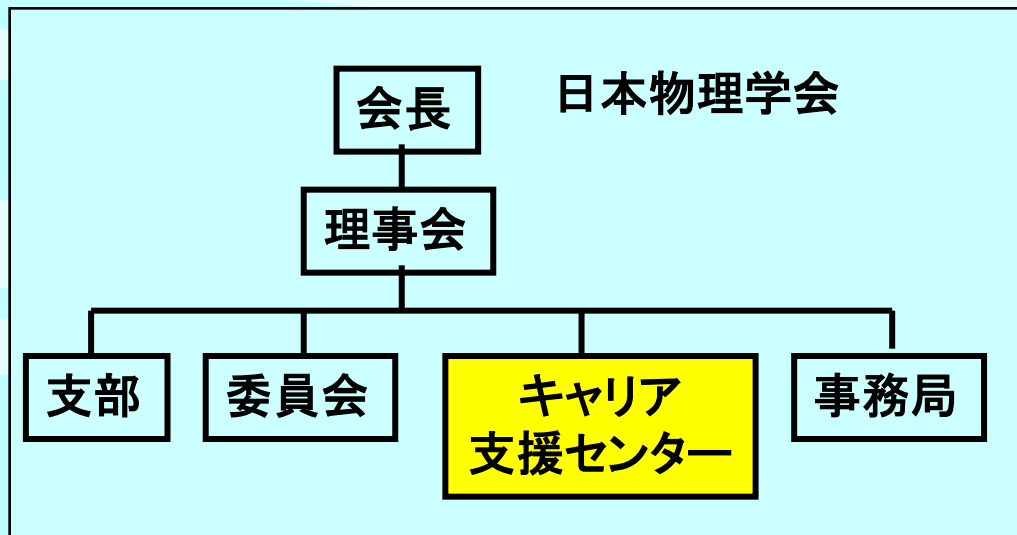 日本物理学会
会長
理事会
支部
委員会
キャリア
支援センター
事務局